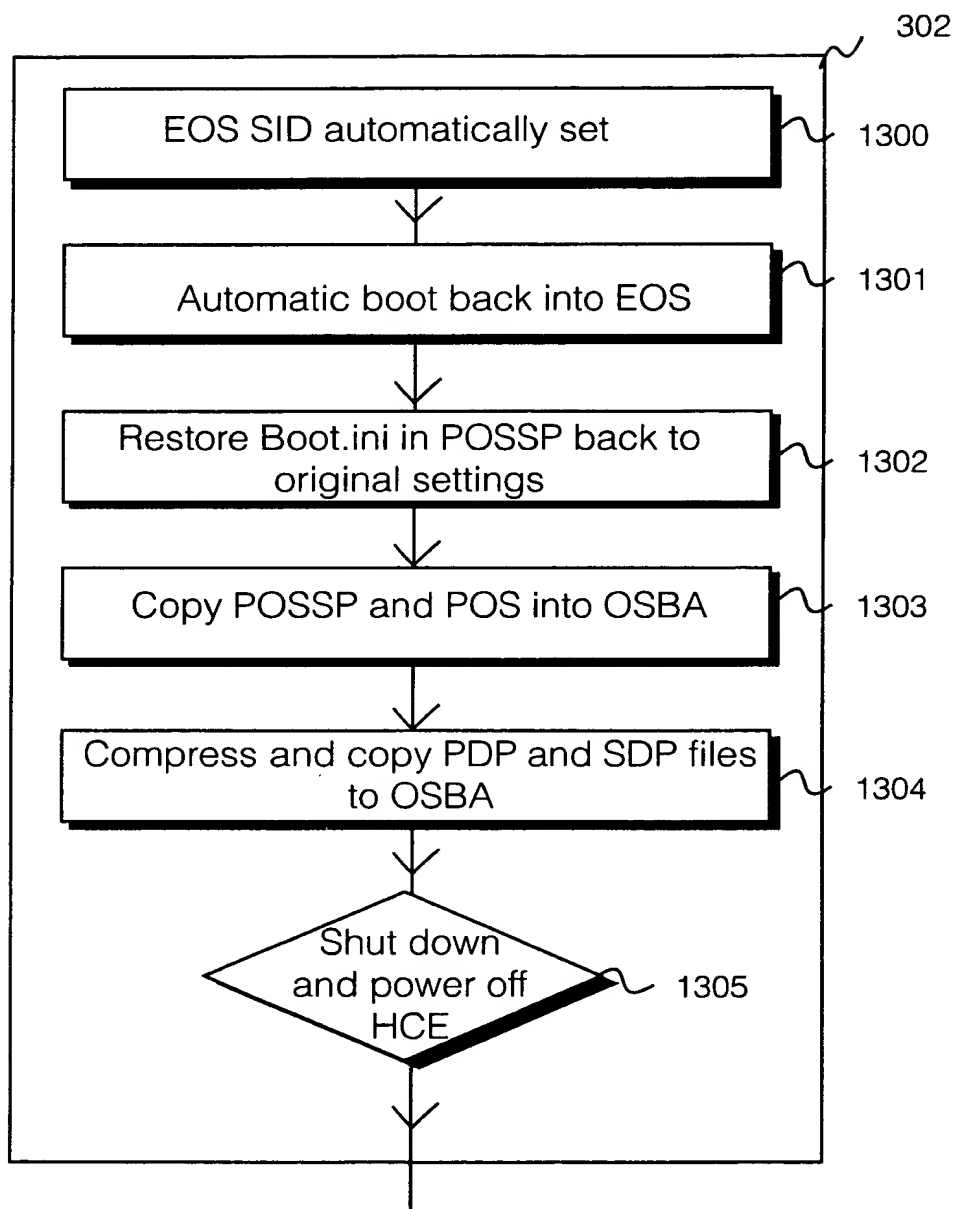 302
EOS SID automatically set
1300
Automatic boot back into EOS
1301
Restore Boot.ini in POSSP back to
original settings
1302
Copy POSSP and POS into OSBA
1303
Compress and copy PDP and SDP files
to OSBA
1304
Shut down
and power off
HCE
1305